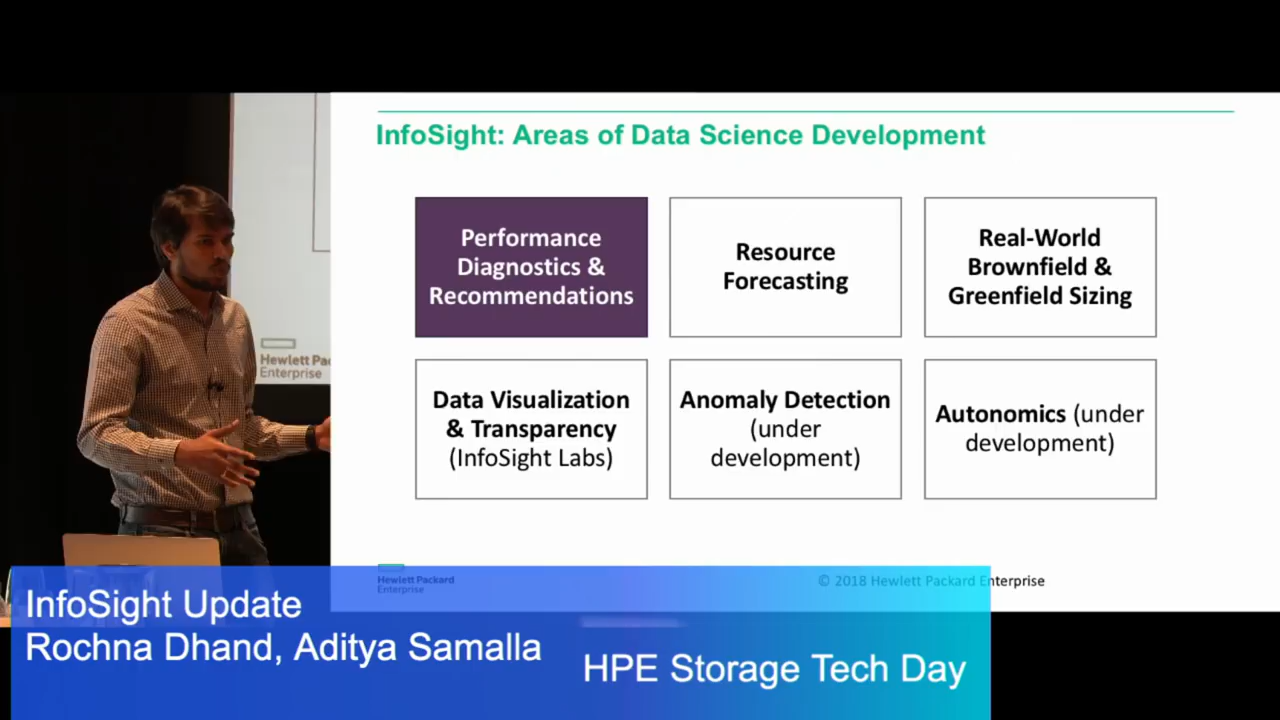 InfoSight: Areas of Data Science Development
Performance
Diagnostics &
Recommendations
Resource
Forecasting
Real-World
Brownfield &
Greenfield Sizing
Data Visualization
& Transparency
(InfoSight Labs)
Anomaly Detection
(under
development)
Autonomics (under
development)
Hewlett Pac
Enterprise
Hewlett Packard
Enterprise
© 2018 Hewlett Packard Enterprise
InfoSight Update
Rochna Dhand, Aditya Samalla
HPE Storage Tech Day